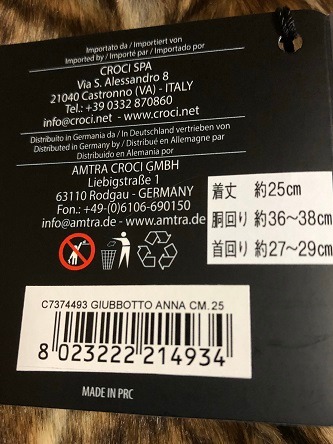 Importato da / Importiert von
Imported by / Importé par / Importado por
CROCI SPA
Via S. Alessandro 8
21040 Castronno (VA) - ITALY
Tel.: +39 0332 870860
info@croci.net - www.croci.net
Distribuito in Germania da / In Deutschland vertrieben von
Distributed in Germany by / Distribué en Allemagne par
Distribuido en Alemania por
AMTRA CROCI GMBH
Liebigstraße 1
63110 Rodgau - GERMANY
Fon.: +49-(0)6106-690150
info@amtra.de - www.amtra.de
着丈 約25cm
胴回り 約36～38cm
首回り 約27～29cm
C7374493 GIUBBOTTO ANNA CM.25
8 023222 214934
MADE IN PRC